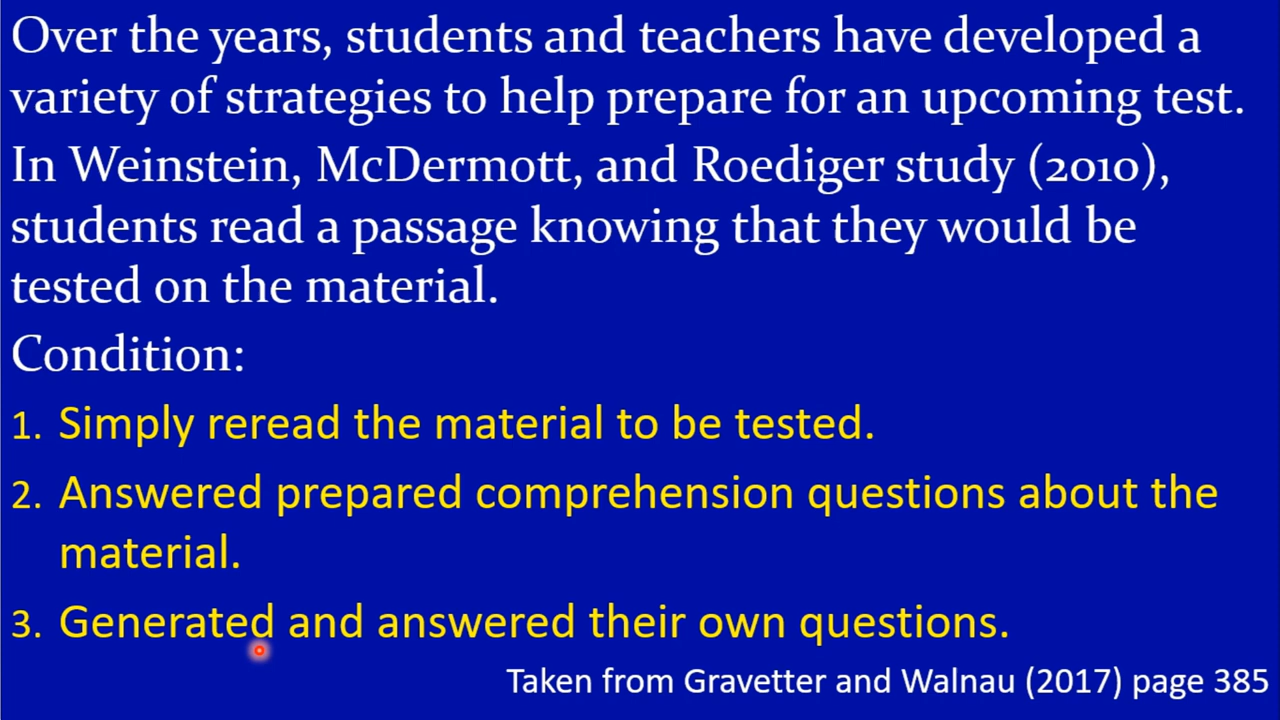 Over the years, students and teachers have developed a
variety of strategies to help prepare for an upcoming test.
In Weinstein, McDermott, and Roediger study (2010),
students read a passage knowing that they would be
tested on the material.
Condition:
1. Simply reread the material to be tested.
2. Answered prepared comprehension questions about the
material.
3. Generated and answered their own questions.
Taken from Gravetter and Walnau (2017) page 385